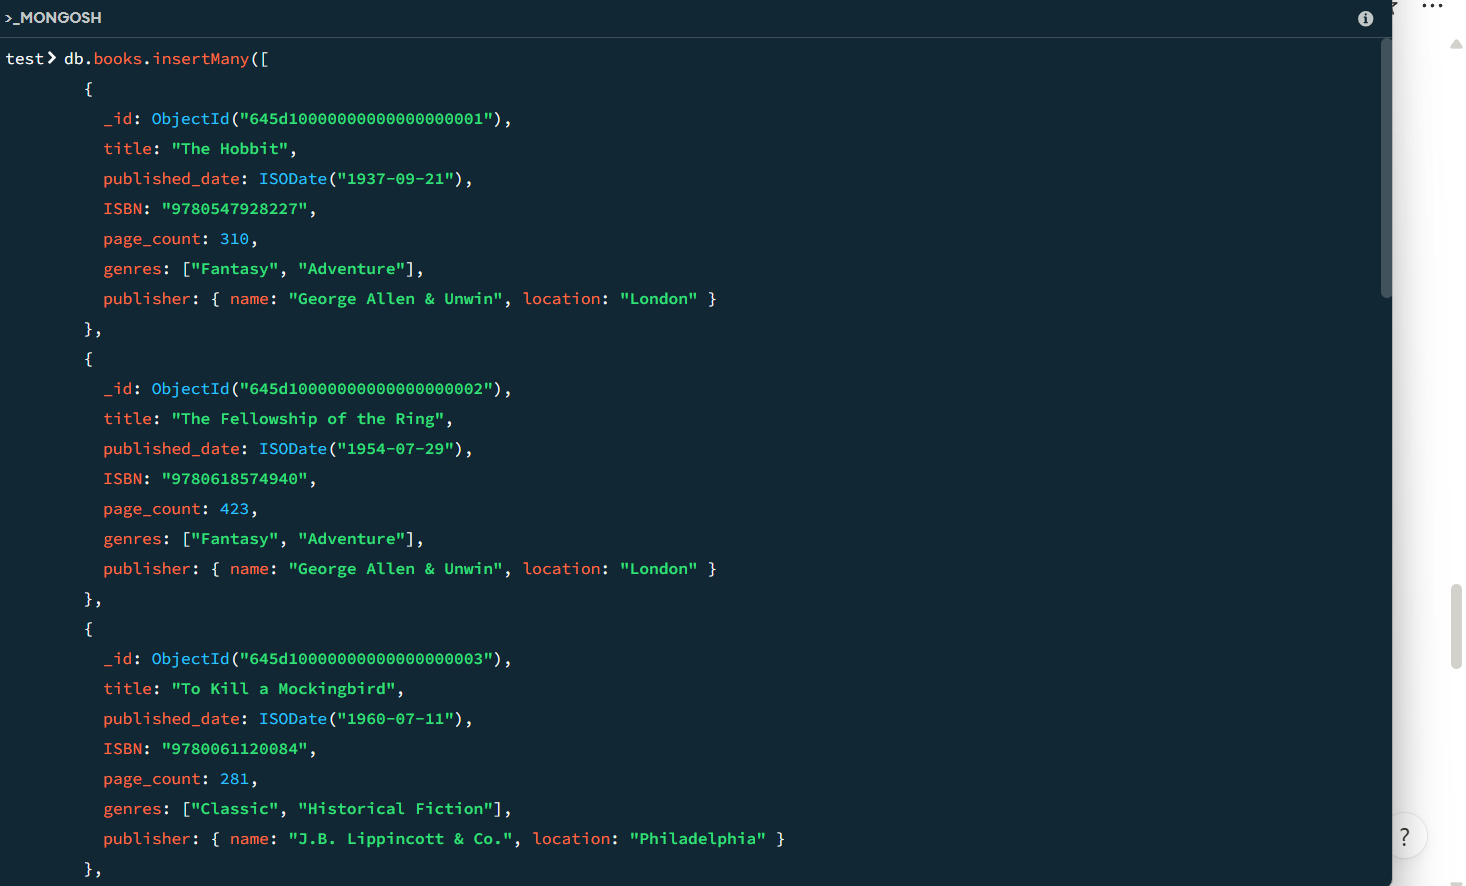 >_MONGOSH
test> db.books.insertMany([
{
_id: ObjectId("645d10000000000000000001"),
title: "The Hobbit",
published_date: ISODate("1937-09-21"),
ISBN: "9780547928227",
page_count: 310,
genres: ["Fantasy", "Adventure"],
publisher: { name: "George Allen & Unwin", location: "London" }
},
{
_id: ObjectId("645d10000000000000000002"),
title: "The Fellowship of the Ring",
published_date: ISODate("1954-07-29"),
ISBN: "9780618574940",
page_count: 423,
genres: ["Fantasy", "Adventure"],
publisher: { name: "George Allen & Unwin", location: "London" }
},
{
_id: ObjectId("645d10000000000000000003"),
title: "To Kill a Mockingbird",
published_date: ISODate("1960-07-11"),
ISBN: "9780061120084",
page_count: 281,
genres: ["Classic", "Historical Fiction"],
publisher: { name: "J.B. Lippincott & Co.", location: "Philadelphia" }
},
?